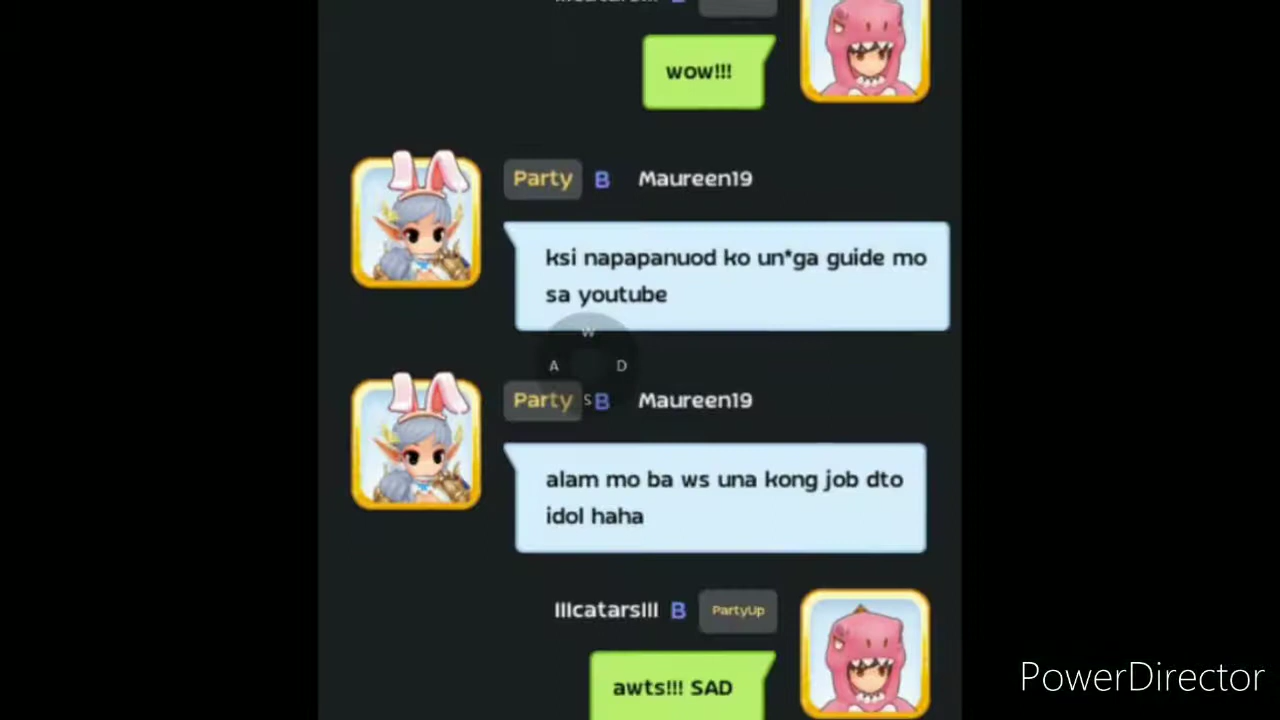 B
wow!!!
Party B Maureen19
ksi napapanuod ko un*ga guide mo
sa youtube
W
A D
S
Party B Maureen19
alam mo ba ws una kong job dto
idol haha
IIIcatarsIII B PartyUp
awts!!! SAD
PowerDirector